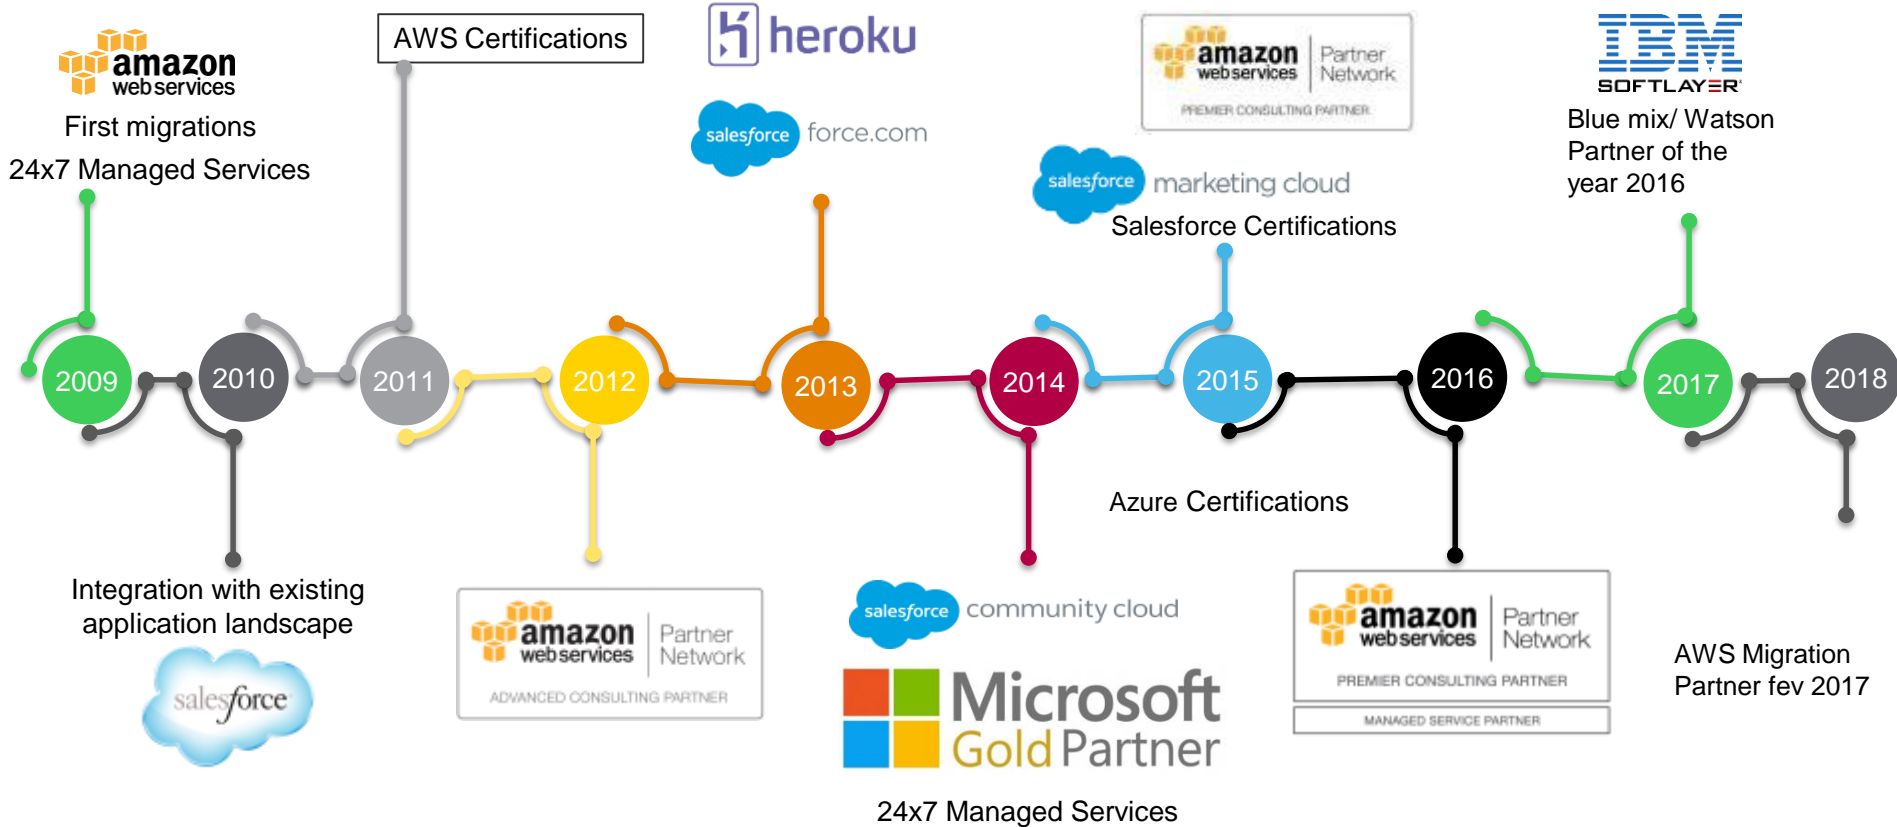 amazon
web services
First migrations
24x7 Managed Services
AWS Certifications
heroku
salesforce force.com
amazon
web services
Partner
Network
PREMIER CONSULTING PARTNER
salesforce marketing cloud
Salesforce Certifications
IBM
SOFTLAYER
Blue mix/ Watson
Partner of the
year 2016
2009
2010
2011
2012
2013
2014
2015
2016
2017
2018
Integration with existing
application landscape
salesforce
amazon
web services
Partner
Network
ADVANCED CONSULTING PARTNER
salesforce community cloud
Microsoft
Gold Partner
24x7 Managed Services
Azure Certifications
amazon
web services
Partner
Network
PREMIER CONSULTING PARTNER
MANAGED SERVICE PARTNER
AWS Migration
Partner fev 2017